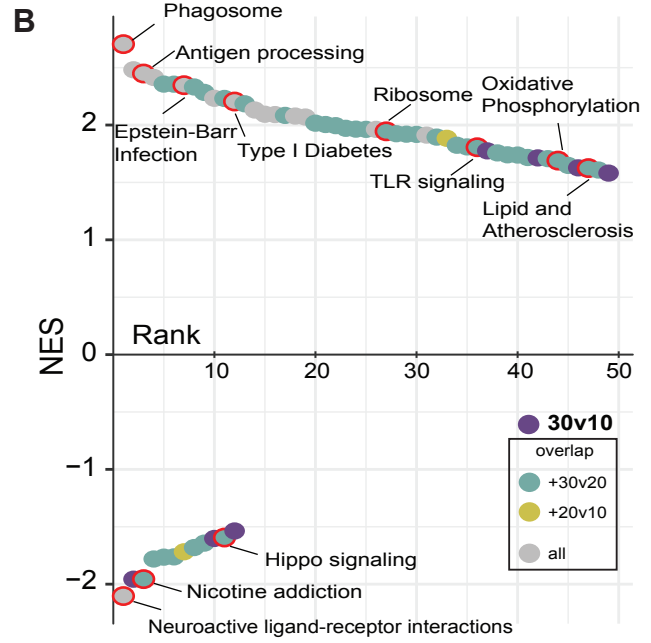 B
Phagosome
Antigen processing
Epstein-Barr
Infection
Type I Diabetes
Ribosome
Oxidative
Phosphorylation
TLR signaling
Lipid and
Atherosclerosis
NES
2
1
0
−1
−2
Rank
10
20
30
40
50
30v10
overlap
+30v20
+20v10
all
Hippo signaling
Nicotine addiction
Neuroactive ligand-receptor interactions